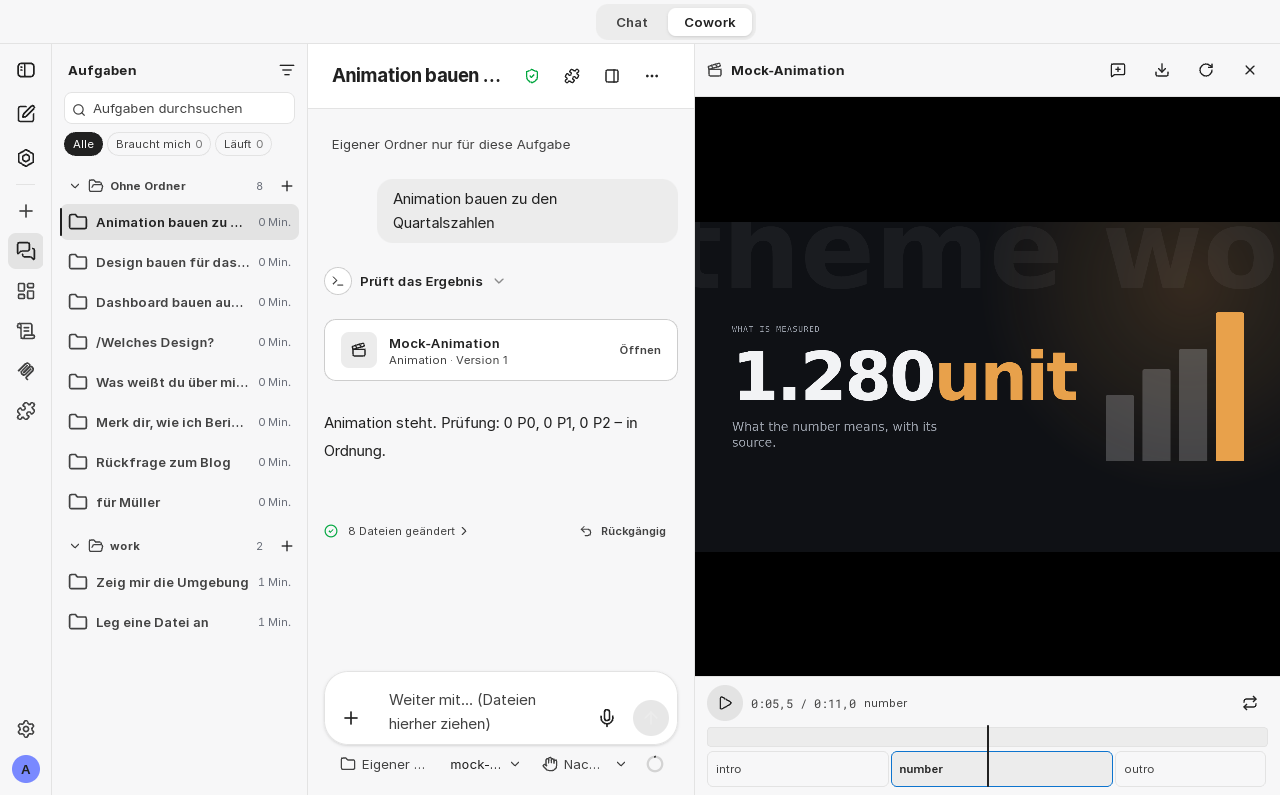 Chat
Cowork
Aufgaben
Aufgaben durchsuchen
Alle
Braucht mich 0
Läuft 0
Ohne Ordner 8
Animation bauen zu ... 0 Min.
Design bauen für das... 0 Min.
Dashboard bauen au... 0 Min.
/Welches Design? 0 Min.
Was weißt du über mi... 0 Min.
Merk dir, wie ich Beri... 0 Min.
Rückfrage zum Blog 0 Min.
für Müller 0 Min.
work 2
Zeig mir die Umgebung 1 Min.
Leg eine Datei an 1 Min.
A
Animation bauen ...
Eigener Ordner nur für diese Aufgabe
Animation bauen zu den
Quartalszahlen
Prüft das Ergebnis
Mock-Animation
Animation · Version 1
Öffnen
Animation steht. Prüfung: 0 P0, 0 P1, 0 P2 – in
Ordnung.
8 Dateien geändert
Rückgängig
Weiter mit... (Dateien
hierher ziehen)
Eigener ...
mock-...
Nac...
Mock-Animation
theme wo
WHAT IS MEASURED
1.280unit
What the number means, with its
source.
0:05,5 / 0:11,0 number
intro
number
outro